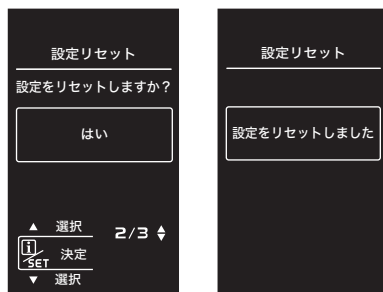 設定リセット
設定をリセットしますか？
はい
▲ 選択
2/3
i/SET 決定
▼ 選択
設定リセット
設定をリセットしました